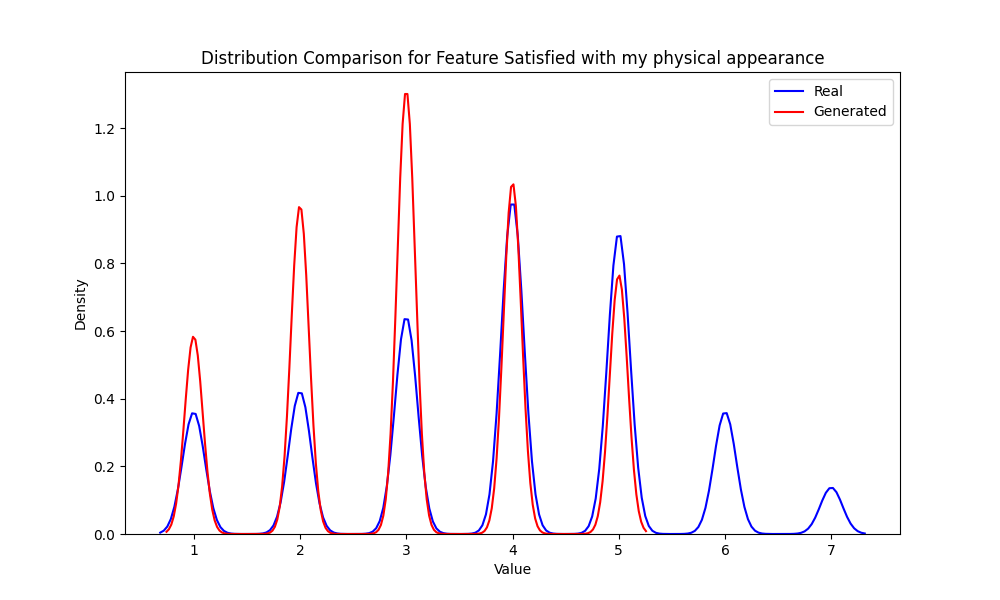 Distribution Comparison for Feature Satisfied with my physical appearance
Real
Generated
1.2
1.0
0.8
0.6
0.4
0.2
0.0
Density
1 2 3 4 5 6 7
Value